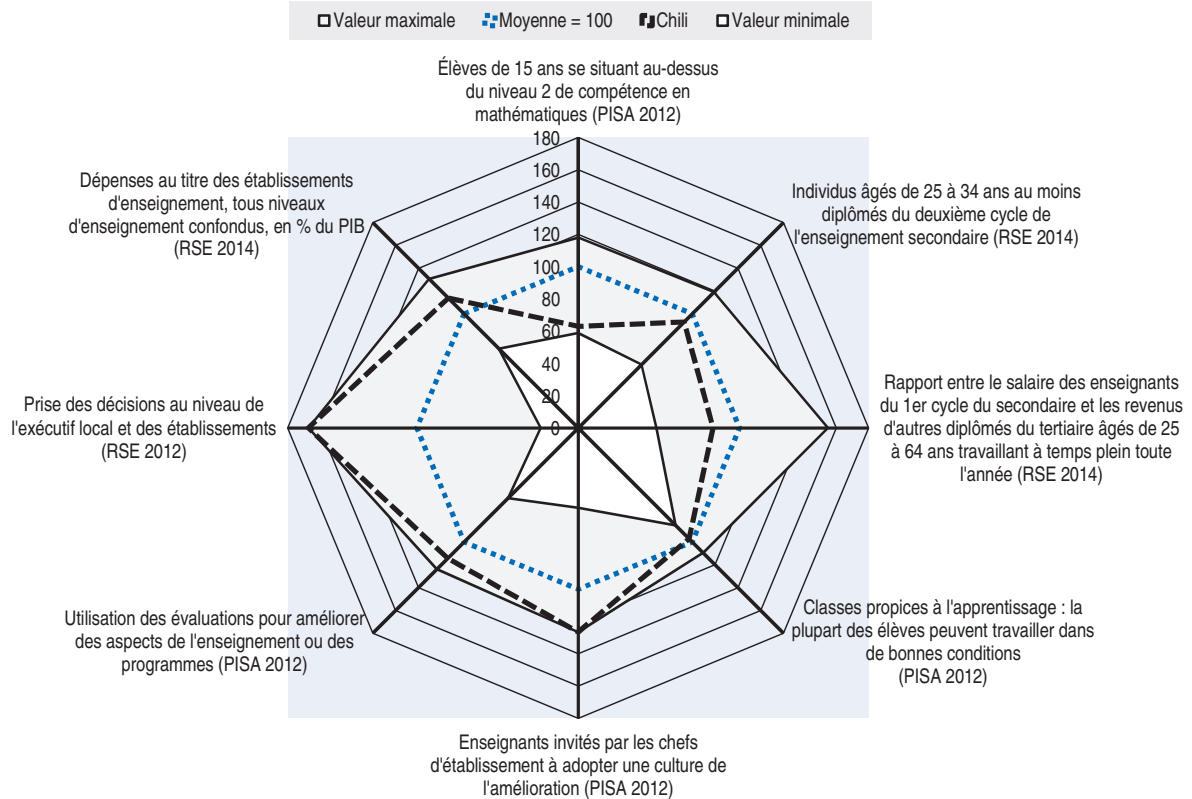 Valeur maximale Moyenne = 100 Chili Valeur minimale
Élèves de 15 ans se situant au-dessus
du niveau 2 de compétence en
mathématiques (PISA 2012)
180
160
140
120
100
80
60
40
20
0
Individus âgés de 25 à 34 ans au moins
diplômés du deuxième cycle de
l'enseignement secondaire (RSE 2014)
Rapport entre le salaire des enseignants
du 1er cycle du secondaire et les revenus
d'autres diplômés du tertiaire âgés de 25
à 64 ans travaillant à temps plein toute
l'année (RSE 2014)
Classes propices à l'apprentissage : la
plupart des élèves peuvent travailler dans
de bonnes conditions
(PISA 2012)
Enseignants invités par les chefs
d'établissement à adopter une culture de
l'amélioration (PISA 2012)
Utilisation des évaluations pour améliorer
des aspects de l'enseignement ou des
programmes (PISA 2012)
Prise des décisions au niveau de
l'exécutif local et des établissements
(RSE 2012)
Dépenses au titre des établissements
d'enseignement, tous niveaux
d'enseignement confondus, en % du PIB
(RSE 2014)